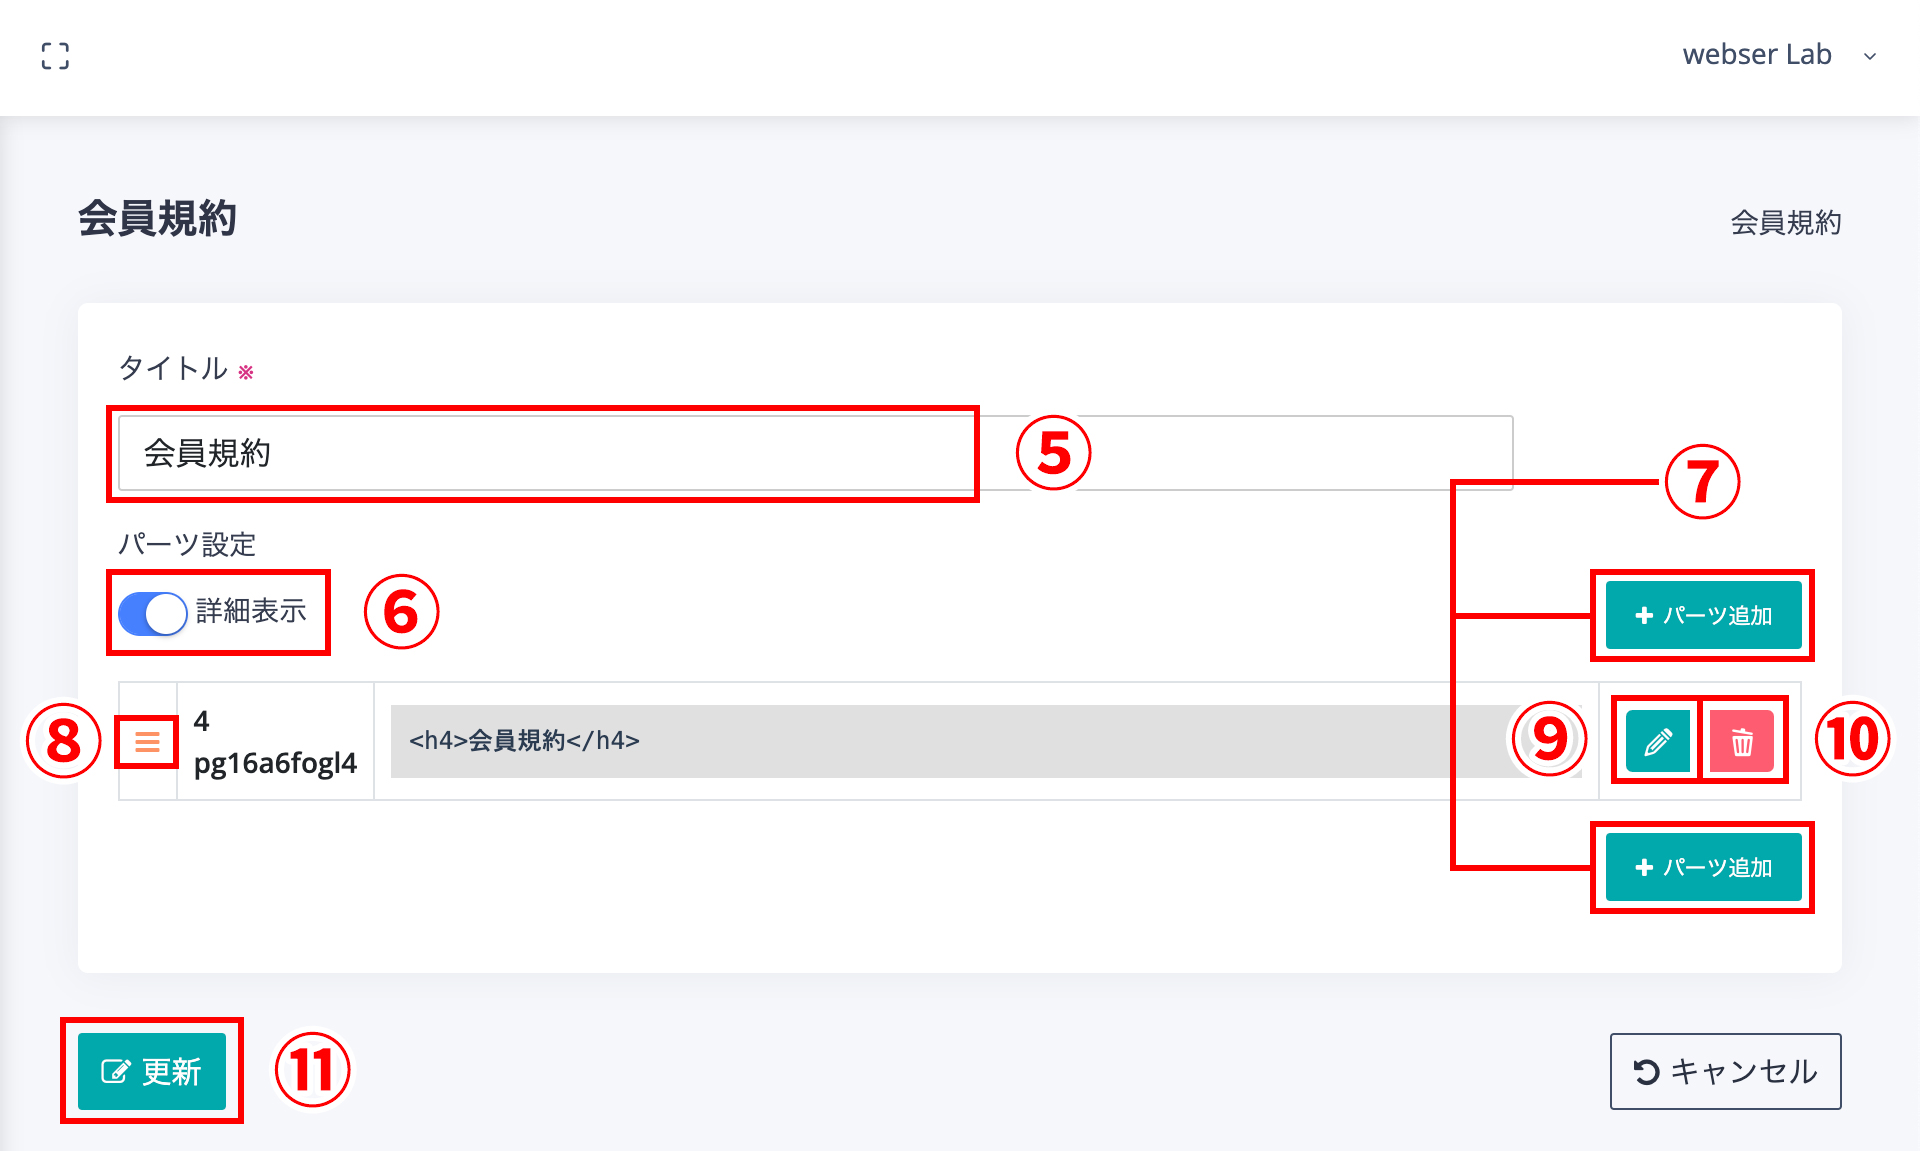 webser Lab
会員規約
会員規約
タイトル ※
会員規約
⑤
⑦
パーツ設定
詳細表示
⑥
+ パーツ追加
⑧
4
pg16a6fogl4
<h4>会員規約</h4>
⑨
⑩
+ パーツ追加
更新
⑪
キャンセル